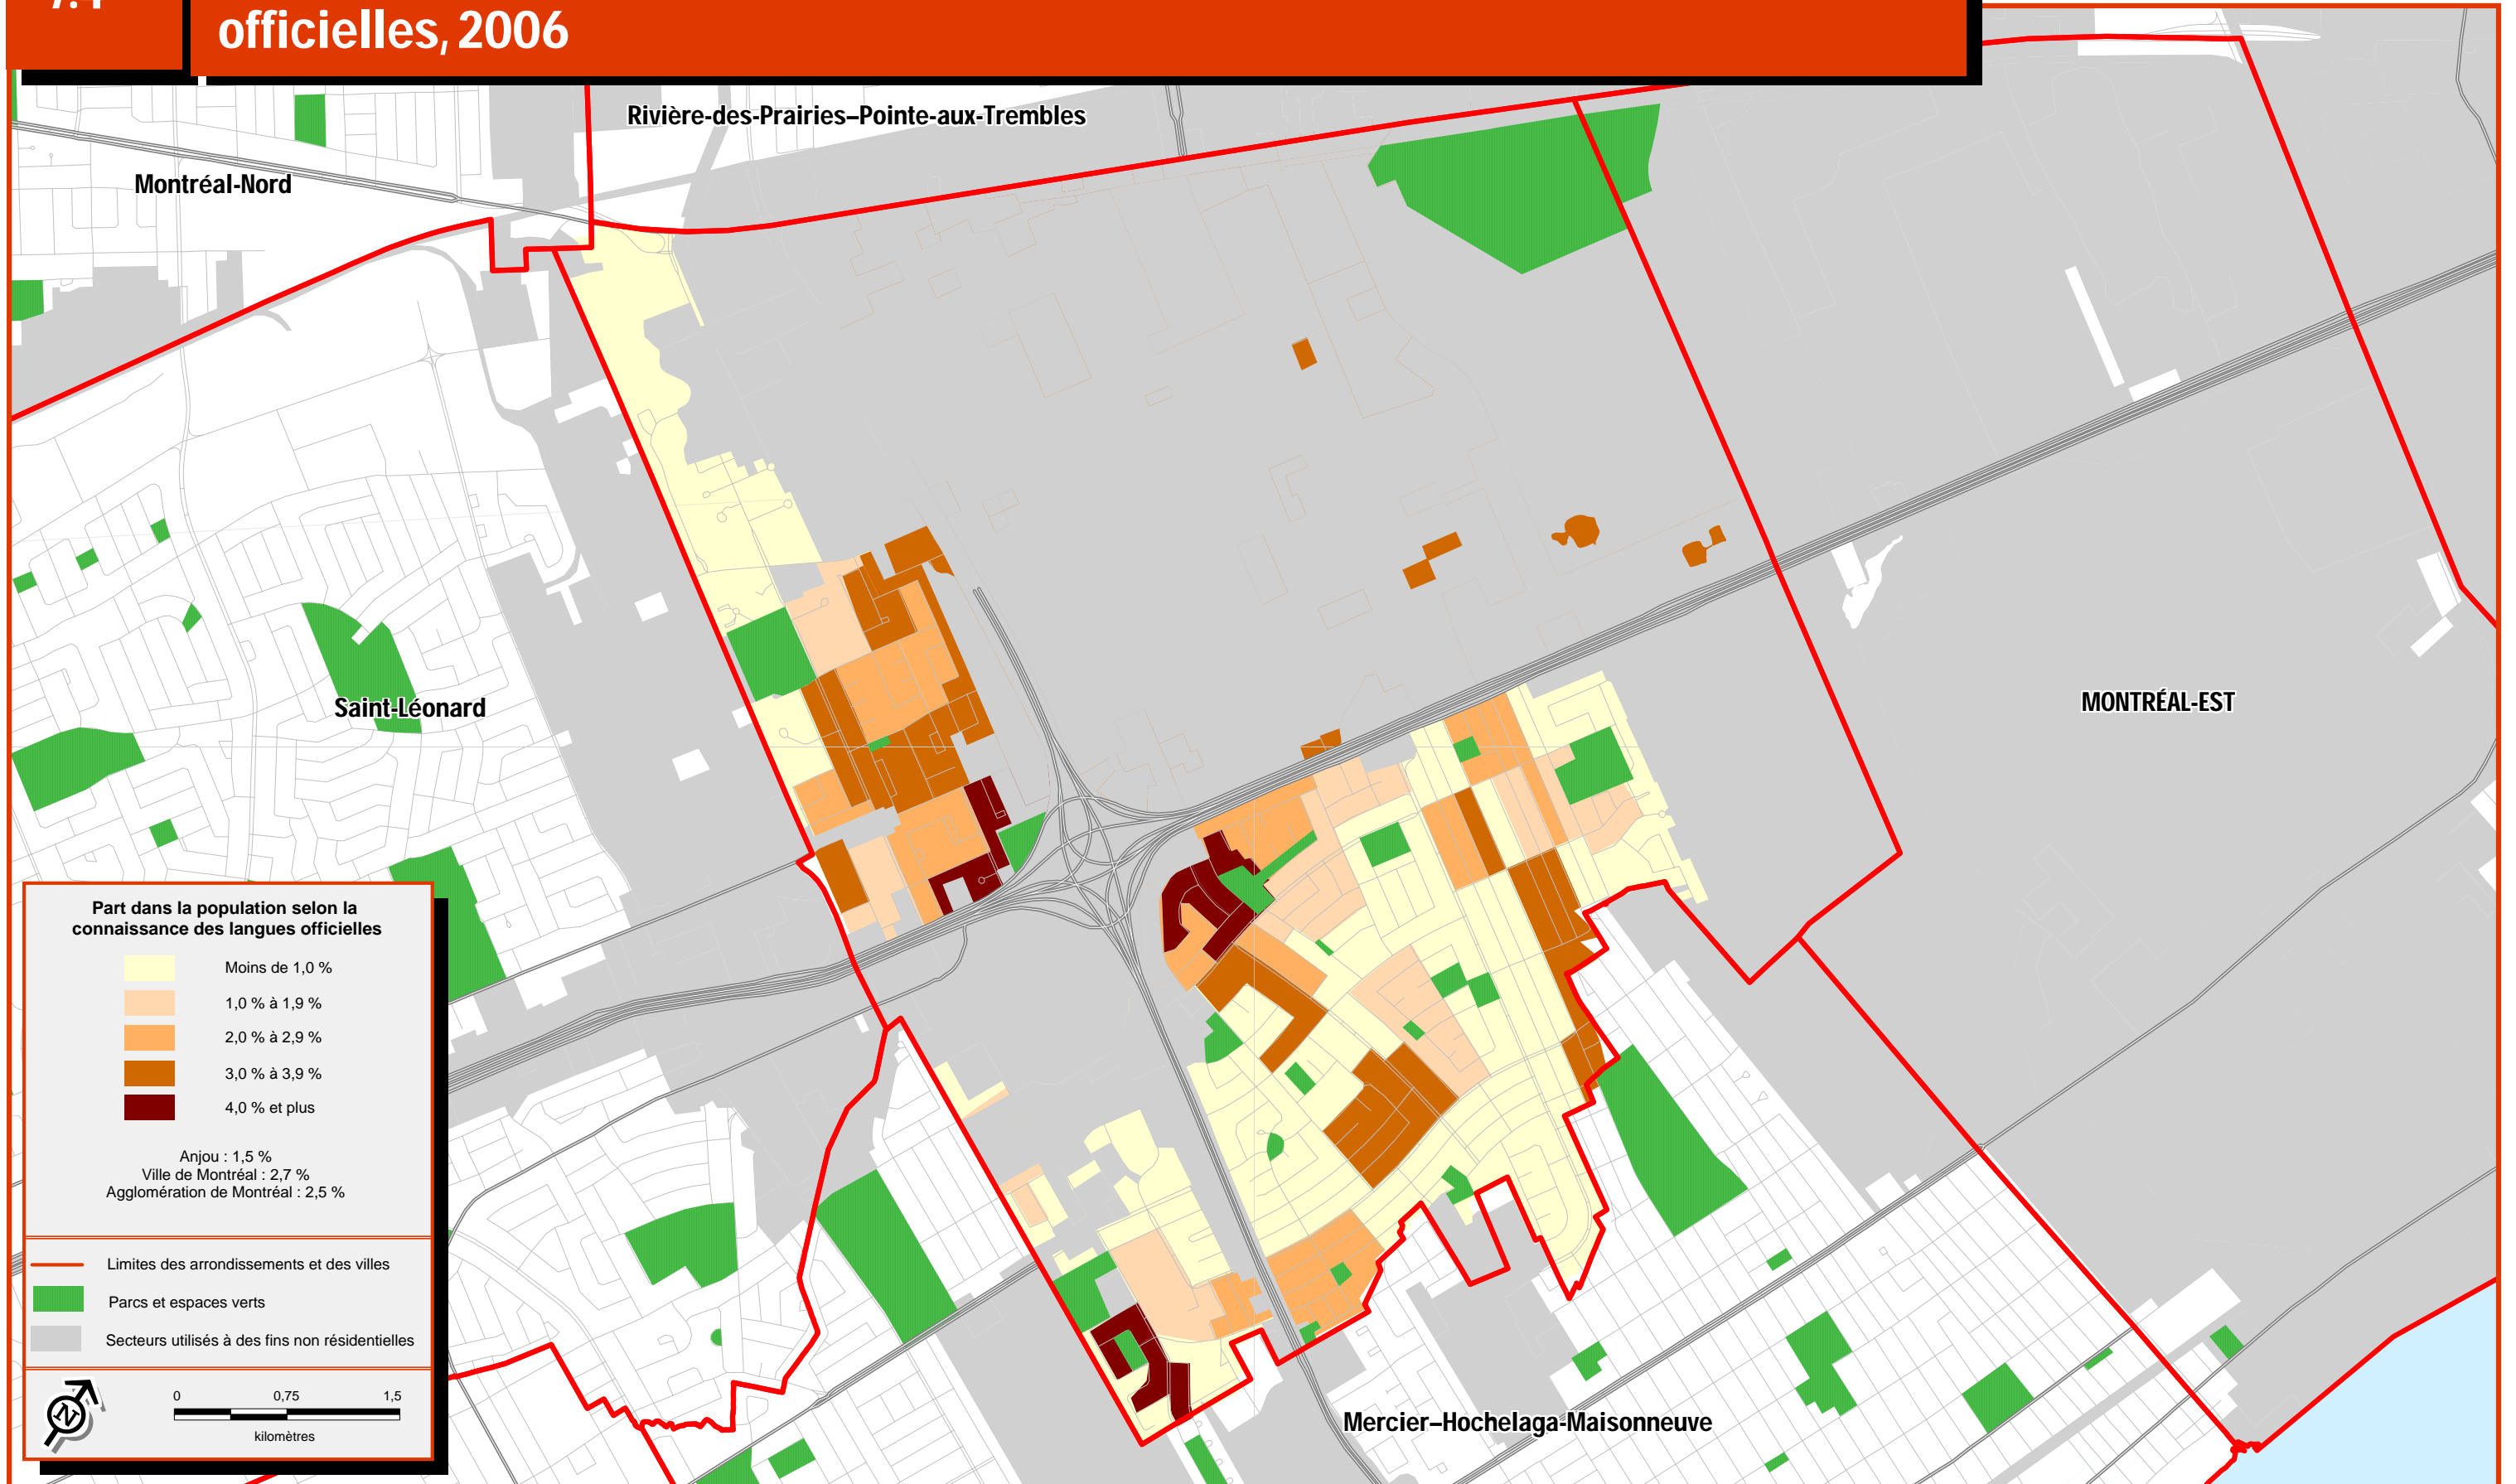 officielles, 2006
Rivière-des-Prairies–Pointe-aux-Trembles
Montréal-Nord
Saint-Léonard
MONTRÉAL-EST
Mercier–Hochelaga-Maisonneuve
Part dans la population selon la
connaissance des langues officielles
Moins de 1,0 %
1,0 % à 1,9 %
2,0 % à 2,9 %
3,0 % à 3,9 %
4,0 % et plus
Anjou : 1,5 %
Ville de Montréal : 2,7 %
Agglomération de Montréal : 2,5 %
Limites des arrondissements et des villes
Parcs et espaces verts
Secteurs utilisés à des fins non résidentielles
N
0 0,75 1,5
kilomètres